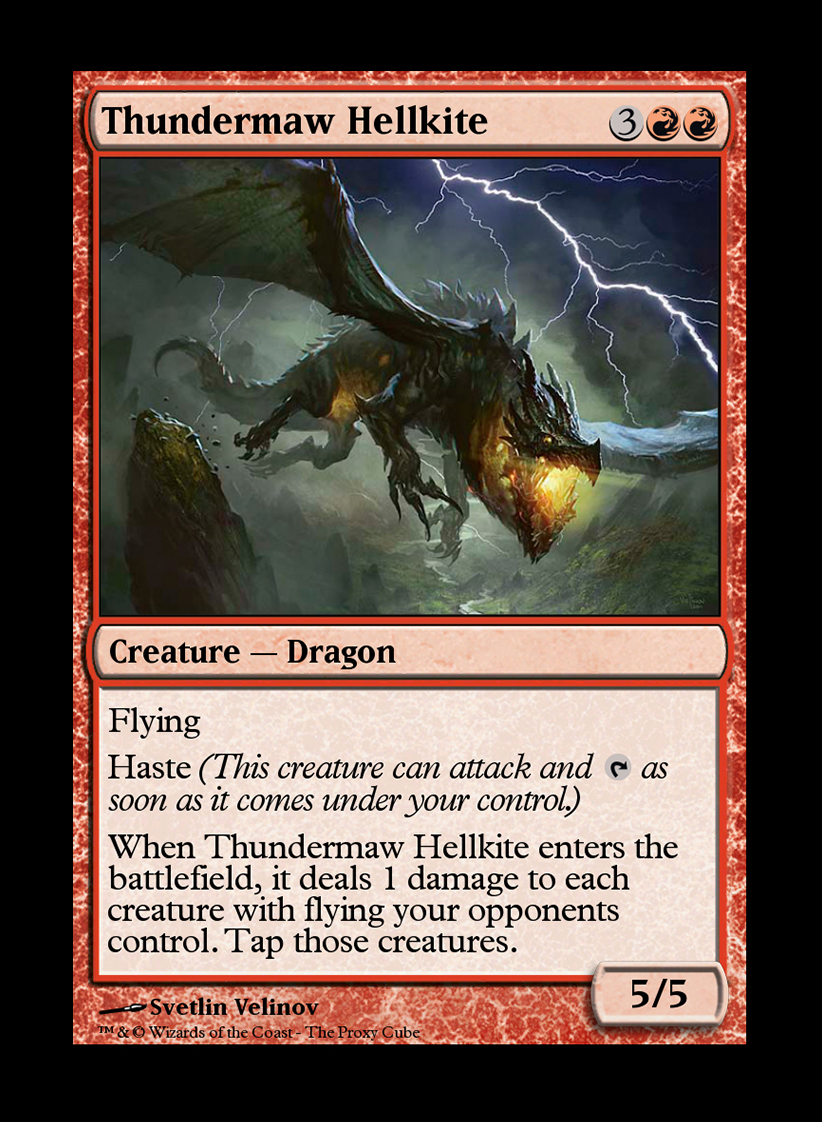 Thundermaw Hellkite 3
Creature — Dragon
Flying
Haste (This creature can attack and as
soon as it comes under your control.)
When Thundermaw Hellkite enters the
battlefield, it deals 1 damage to each
creature with flying your opponents
control. Tap those creatures.
5/5
Svetlin Velinov
™ & © Wizards of the Coast - The Proxy Cube